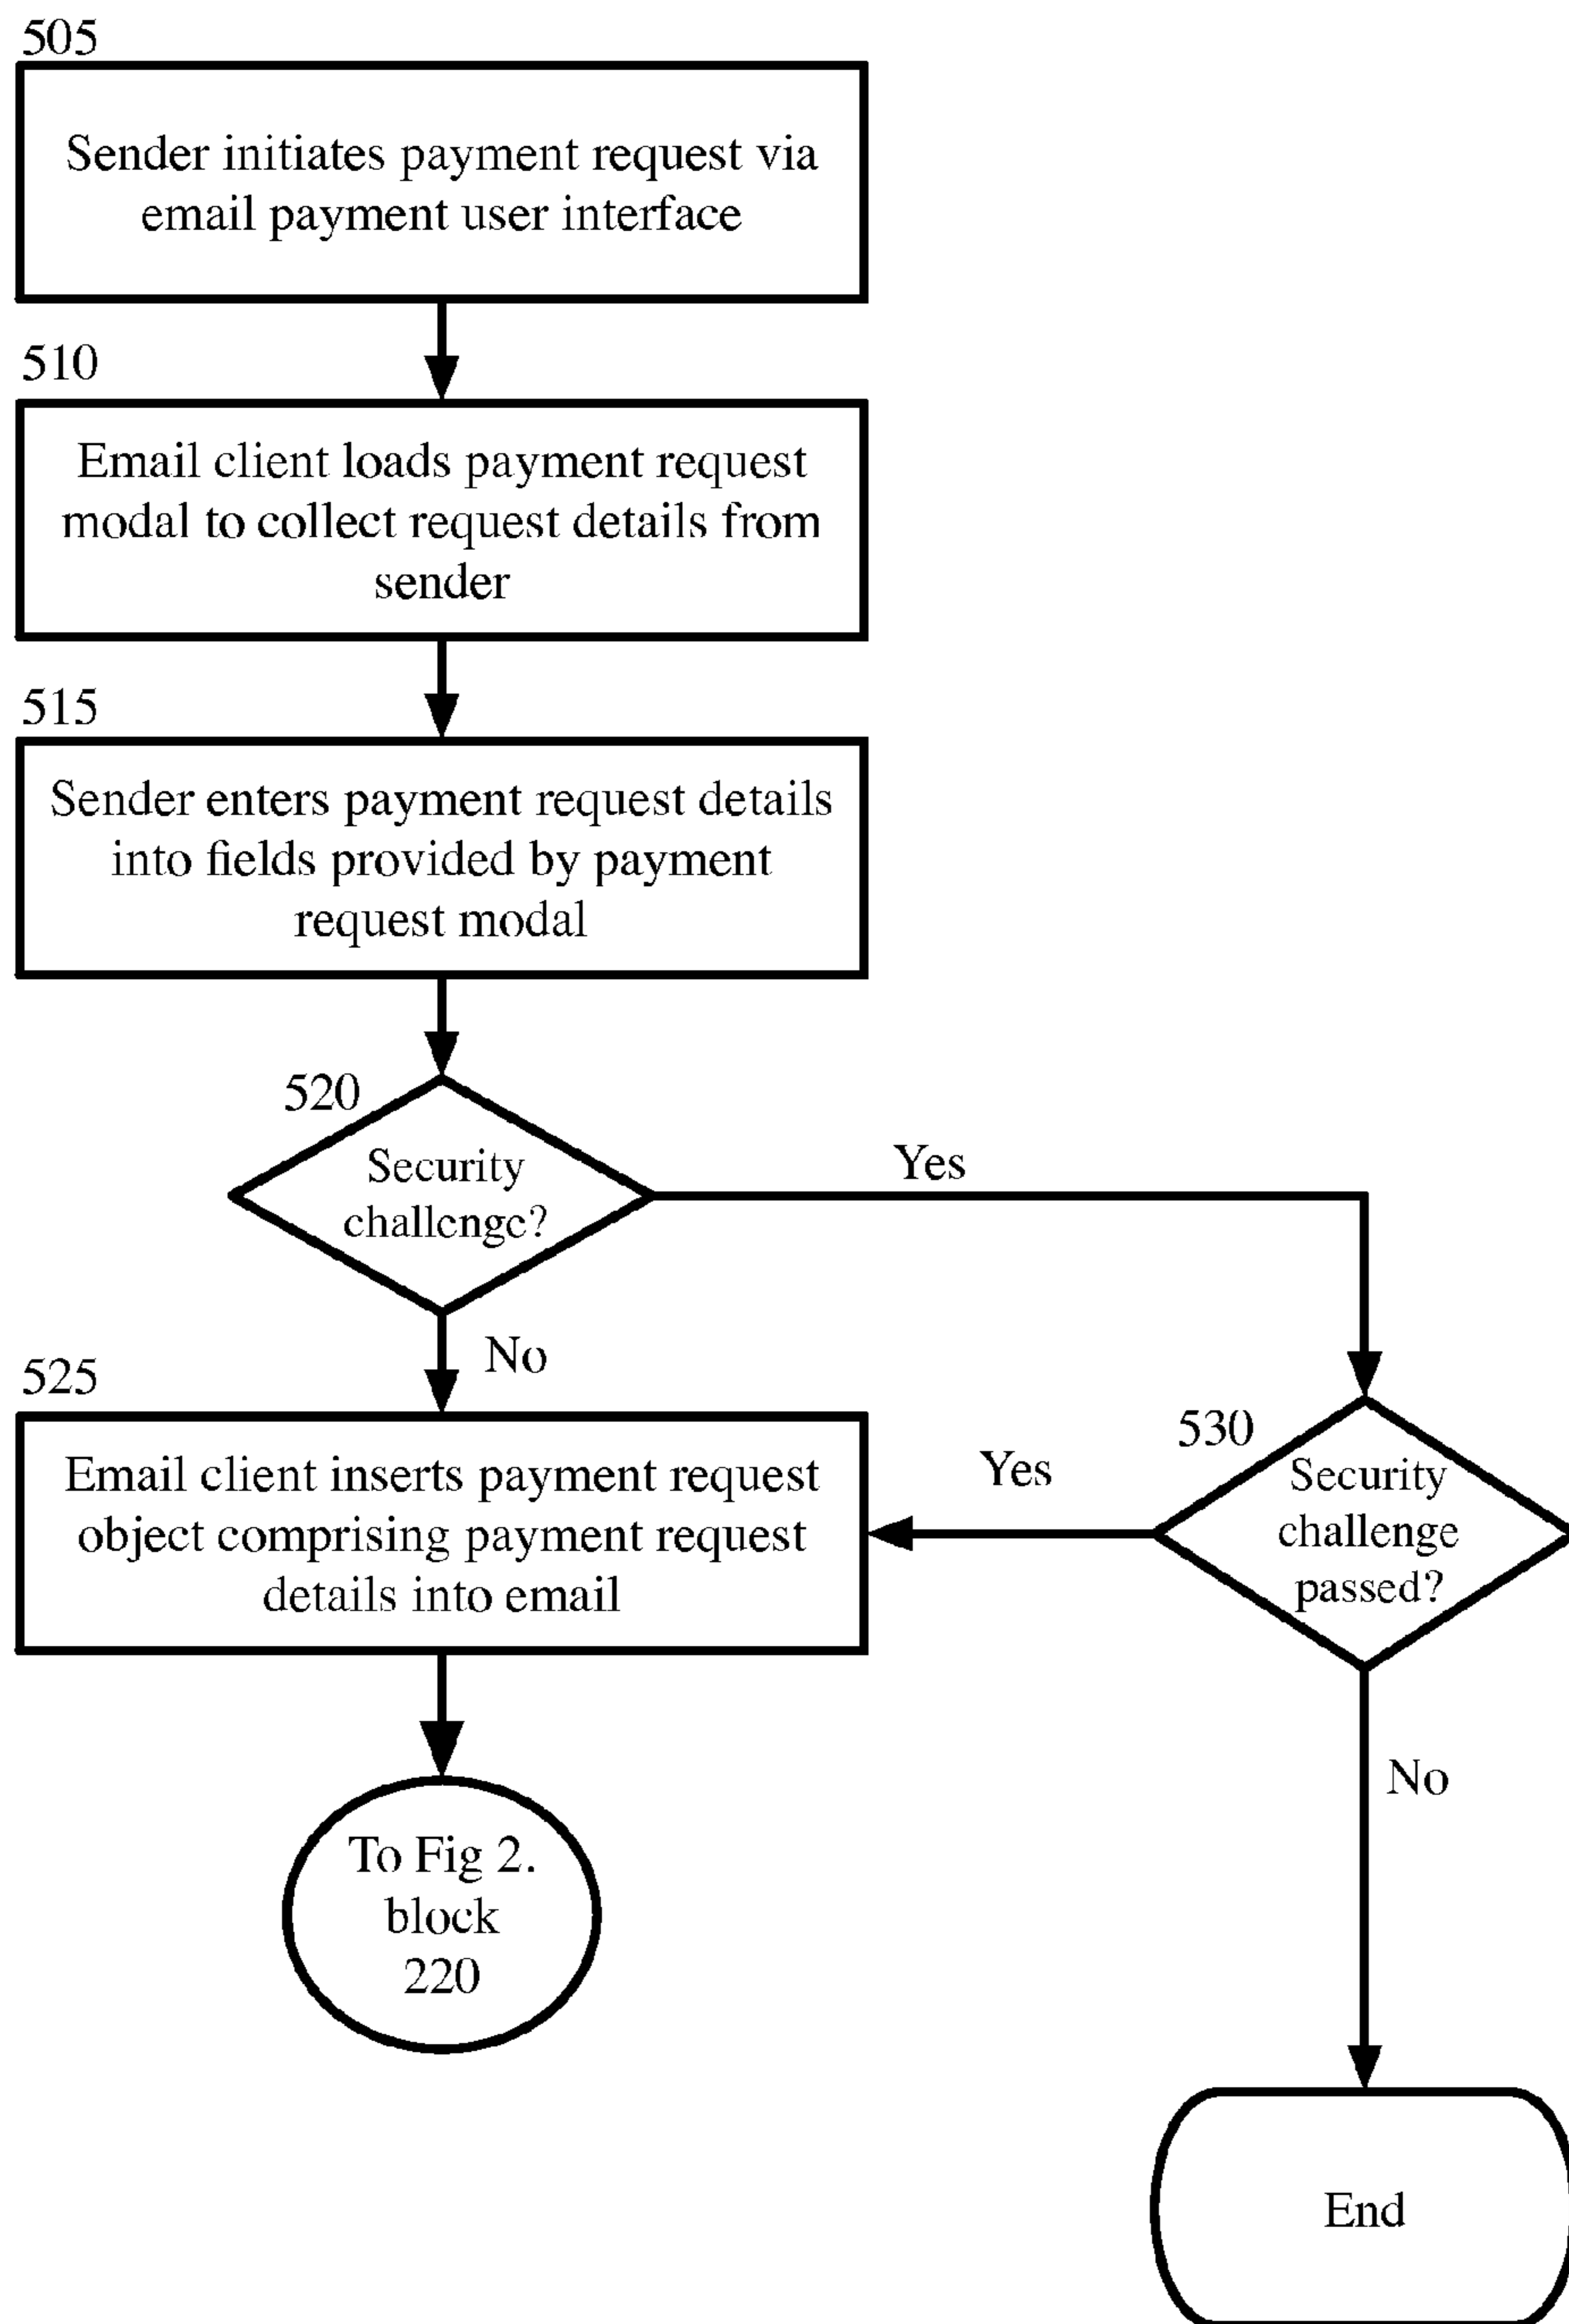 505
Sender initiates payment request via
email payment user interface
510
Email client loads payment request
modal to collect request details from
sender
515
Sender enters payment request details
into fields provided by payment
request modal
520
Security
challenge?
Yes
No
525
Email client inserts payment request
object comprising payment request
details into email
Yes
530
Security
challenge
passed?
No
To Fig 2.
block
220
End